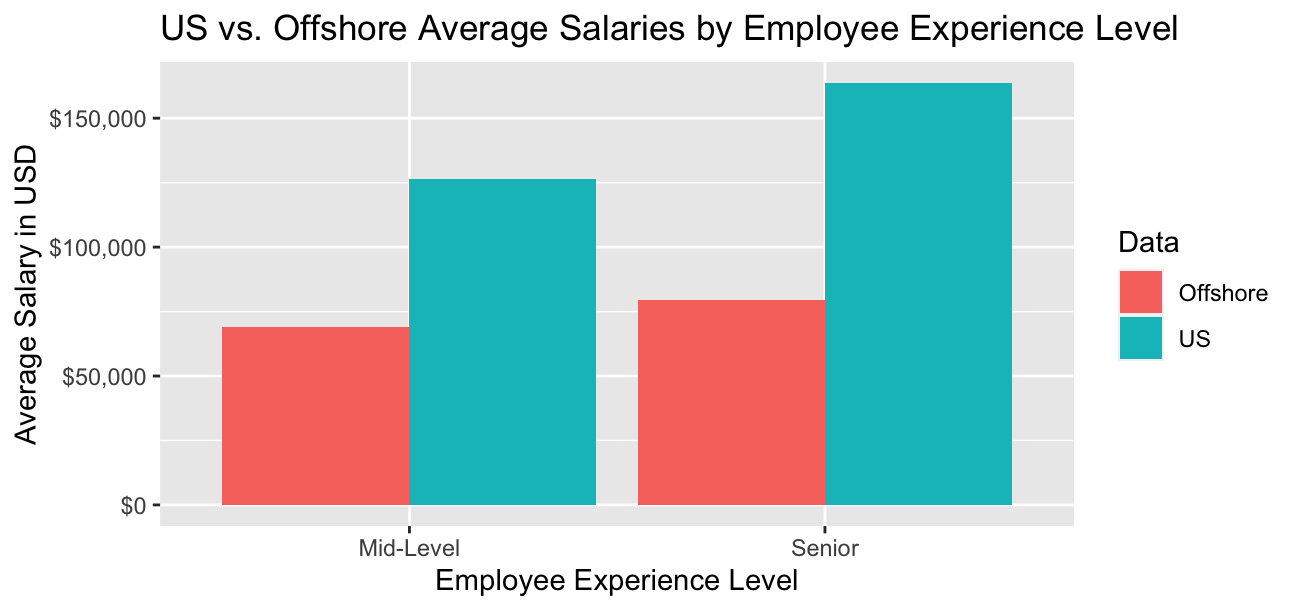 US vs. Offshore Average Salaries by Employee Experience Level
Average Salary in USD
$150,000
$100,000
$50,000
$0
Mid-Level Senior
Employee Experience Level
Data
Offshore
US